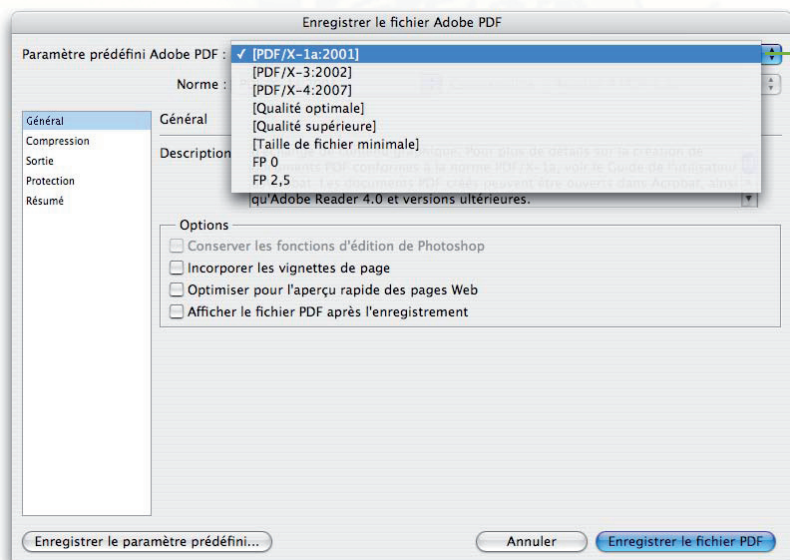 Enregistrer le fichier Adobe PDF
Paramètre prédéfini Adobe PDF : ✓ [PDF/X-1a:2001]
[PDF/X-3:2002]
Norme :
[PDF/X-4:2007]
[Qualité optimale]
Général
Général
[Qualité supérieure]
Compression
[Taille de fichier minimale]
Sortie
Description
FP 0
Protection
FP 2,5
Résumé
qu'Adobe Reader 4.0 et versions ultérieures.
Options
Conserver les fonctions d'édition de Photoshop
Incorporer les vignettes de page
Optimiser pour l'aperçu rapide des pages Web
Afficher le fichier PDF après l'enregistrement
Enregistrer le paramètre prédéfini...
Annuler
Enregistrer le fichier PDF